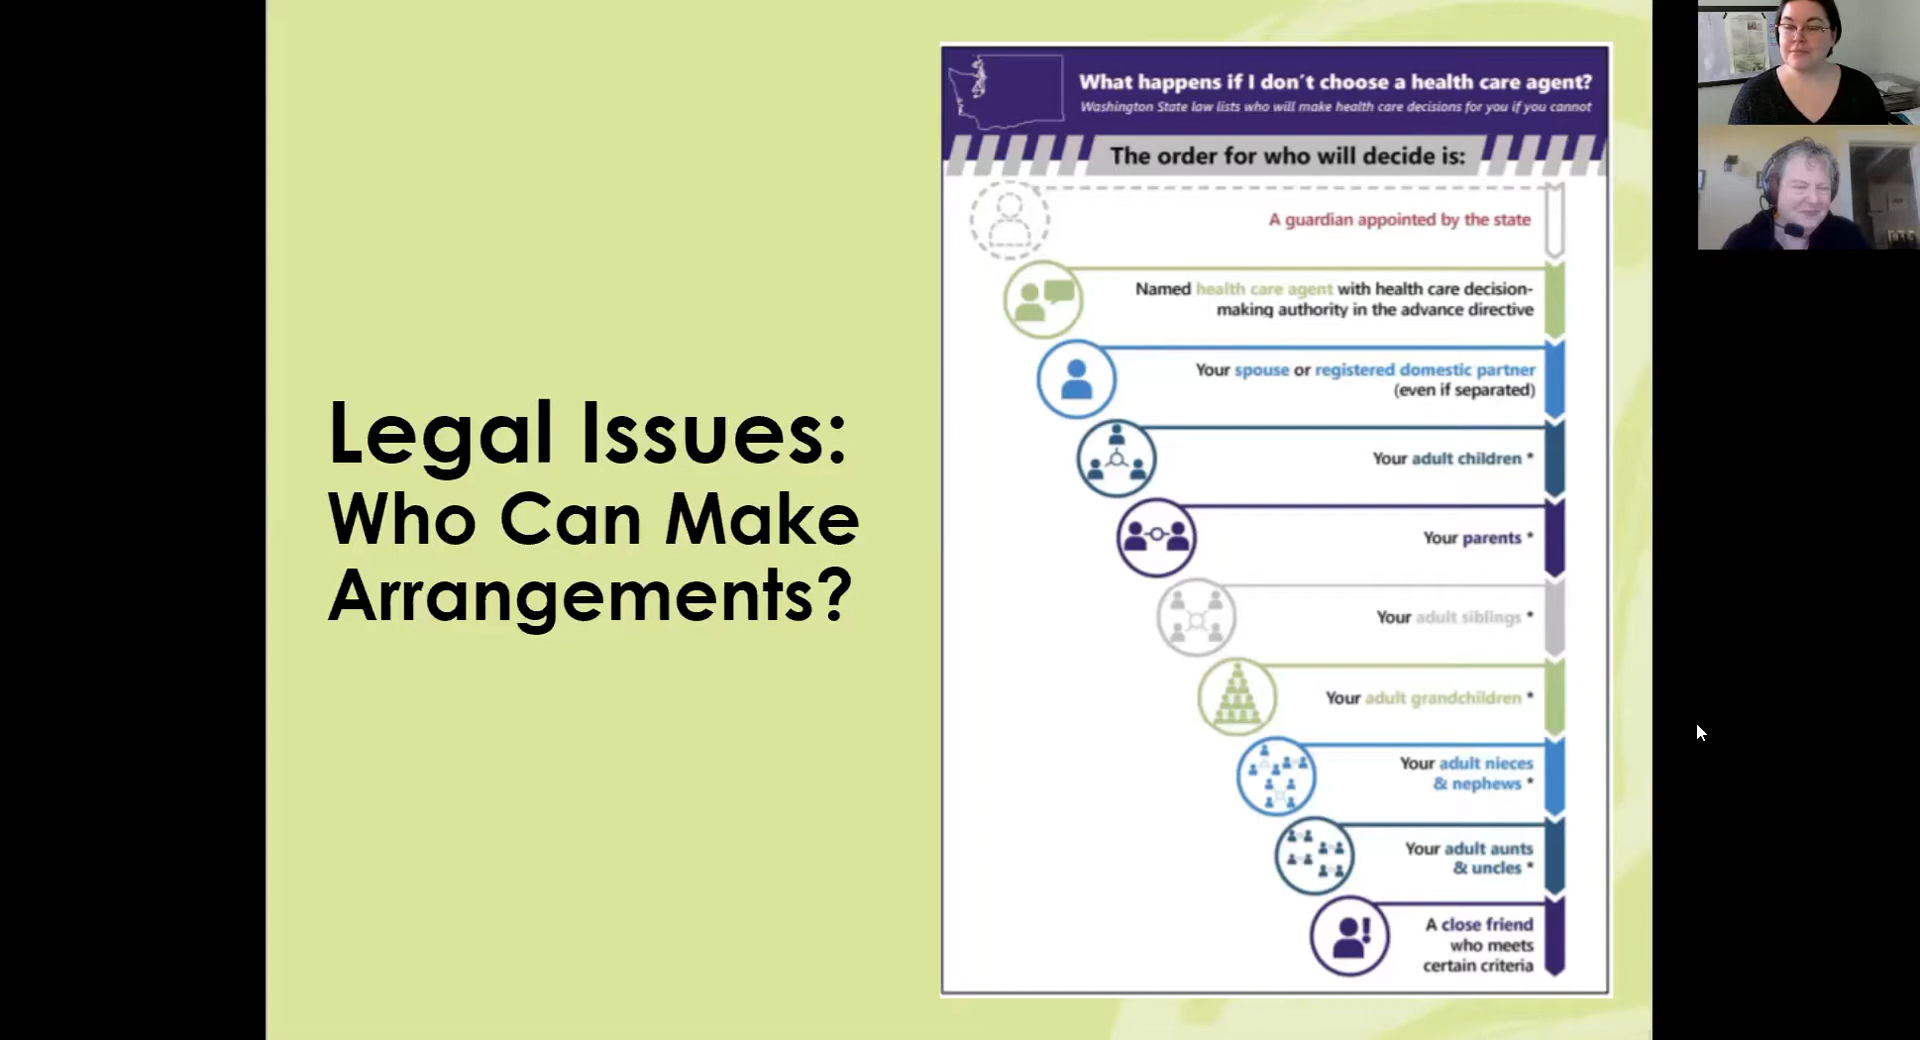 Legal Issues:
Who Can Make
Arrangements?
What happens if I don't choose a health care agent?
Washington State law lists who will make health care decisions for you if you cannot
The order for who will decide is:
A guardian appointed by the state
Named health care agent with health care decision-
making authority in the advance directive
Your spouse or registered domestic partner
(even if separated)
Your adult children *
Your parents *
Your adult siblings *
Your adult grandchildren *
Your adult nieces
& nephews *
Your adult aunts
& uncles *
A close friend
who meets
certain criteria